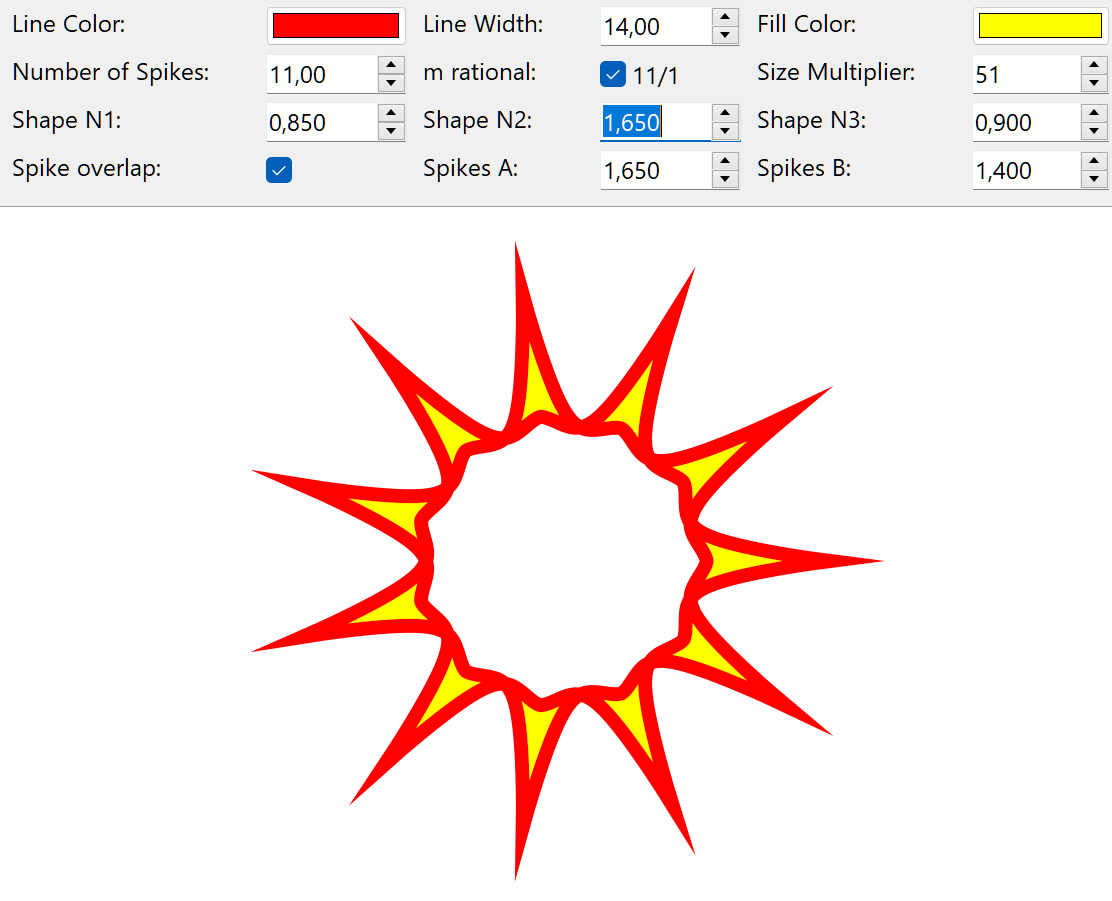 Line Color: Line Width: 14,00 Fill Color:
Number of Spikes: 11,00 m rational: 11/1 Size Multiplier: 51
Shape N1: 0,850 Shape N2: 1,650 Shape N3: 0,900
Spike overlap: Spikes A: 1,650 Spikes B: 1,400